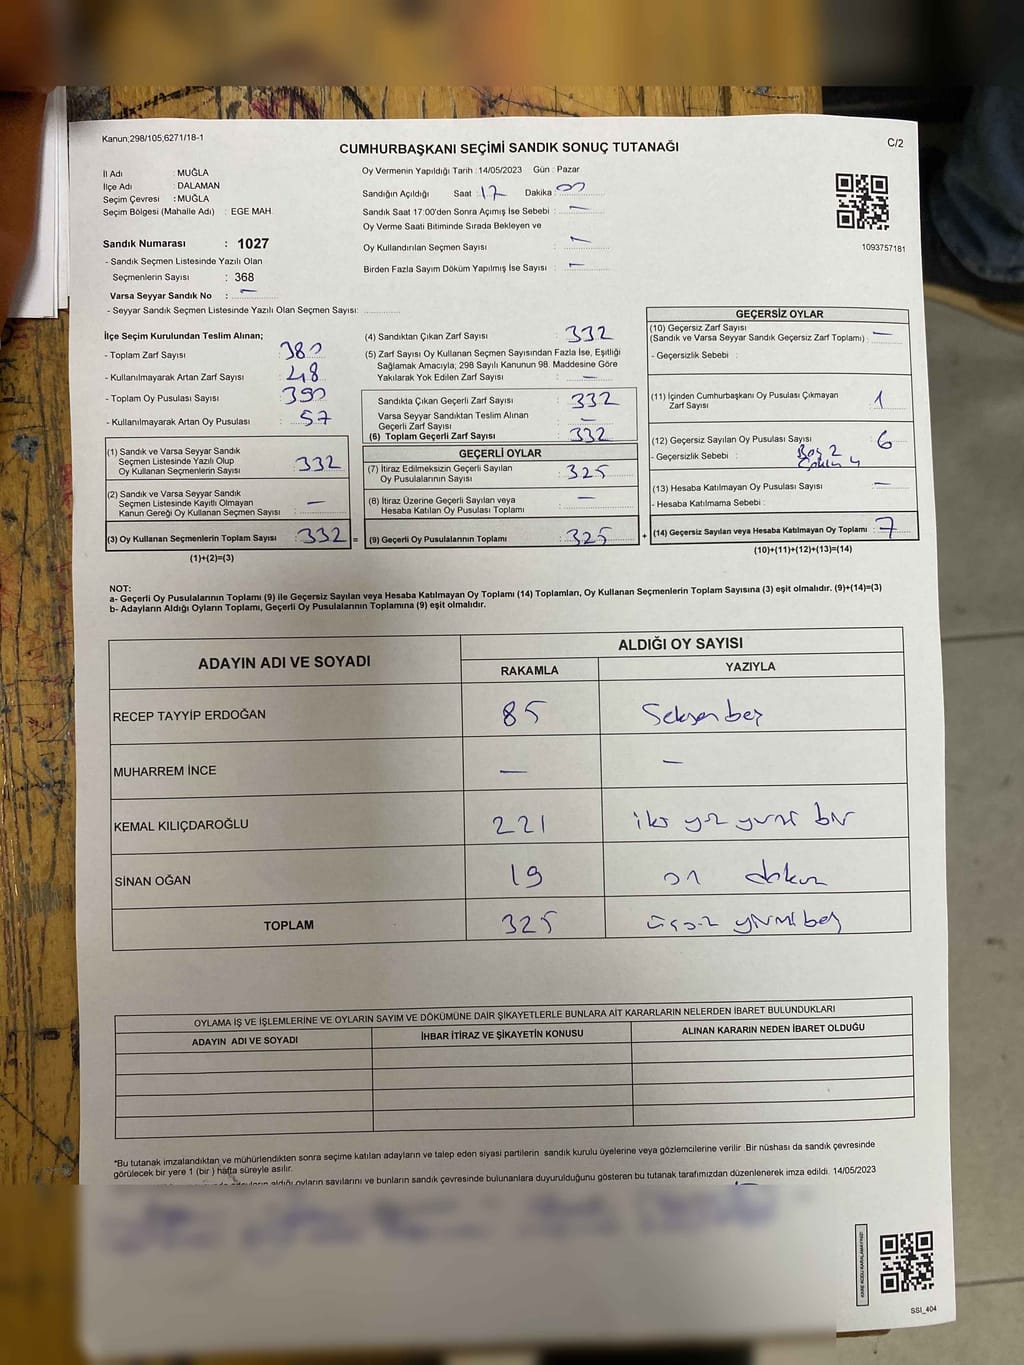 Kanun,298/105,6271/18-1
CUMHURBAŞKANI SEÇİMİ SANDIK SONUÇ TUTANAĞI
C/2
İl Adı : MUĞLA
İlçe Adı : DALAMAN
Seçim Çevresi : MUĞLA
Seçim Bölgesi (Mahalle Adı) : EGE MAH.
Oy Vermenin Yapıldığı Tarih : 14/05/2023 Gün : Pazar
Sandığın Açıldığı Saat : 17 Dakika : 00
Sandık Saat 17:00'den Sonra Açımış İse Sebebi : —
Oy Verme Saati Bitiminde Sırada Bekleyen ve
Oy Kullandırılan Seçmen Sayısı : —
Birden Fazla Sayım Döküm Yapılmış İse Sayısı : —
1093757181
Sandık Numarası : 1027
- Sandık Seçmen Listesinde Yazılı Olan
Seçmenlerin Sayısı : 368
Varsa Seyyar Sandık No : —
- Seyyar Sandık Seçmen Listesinde Yazılı Olan Seçmen Sayısı:
İlçe Seçim Kurulundan Teslim Alınan;
- Toplam Zarf Sayısı : 380
- Kullanılmayarak Artan Zarf Sayısı : 48
- Toplam Oy Pusulası Sayısı : 390
- Kullanılmayarak Artan Oy Pusulası : 57
(1) Sandık ve Varsa Seyyar Sandık
Seçmen Listesinde Yazılı Olup
Oy Kullanan Seçmenlerin Sayısı : 332
(2) Sandık ve Varsa Seyyar Sandık
Seçmen Listesinde Kayıtlı Olmayan
Kanun Gereği Oy Kullanan Seçmen Sayısı : —
(3) Oy Kullanan Seçmenlerin Toplam Sayısı : 332 =
(1)+(2)=(3)
(4) Sandıktan Çıkan Zarf Sayısı : 332
(5) Zarf Sayısı Oy Kullanan Seçmen Sayısından Fazla İse, Eşitliği
Sağlamak Amacıyla; 298 Sayılı Kanunun 98. Maddesine Göre
Yakılarak Yok Edilen Zarf Sayısı : —
Sandıkta Çıkan Geçerli Zarf Sayısı : 332
Varsa Seyyar Sandıktan Teslim Alınan
Geçerli Zarf Sayısı : —
(6) Toplam Geçerli Zarf Sayısı : 332
GEÇERLİ OYLAR
(7) İtiraz Edilmeksizin Geçerli Sayılan
Oy Pusulalarının Sayısı : 325
(8) İtiraz Üzerine Geçerli Sayılan veya
Hesaba Katılan Oy Pusulası Toplamı : —
(9) Geçerli Oy Pusulalarının Toplamı : 325 +
GEÇERSİZ OYLAR
(10) Geçersiz Zarf Sayısı
(Sandık ve Varsa Seyyar Sandık Geçersiz Zarf Toplamı) : —
- Geçersizlik Sebebi :
(11) İçinden Cumhurbaşkanı Oy Pusulası Çıkmayan
Zarf Sayısı : 1
(12) Geçersiz Sayılan Oy Pusulası Sayısı : 6
- Geçersizlik Sebebi : Boş 2
4
(13) Hesaba Katılmayan Oy Pusulası Sayısı : —
- Hesaba Katılmama Sebebi :
(14) Geçersiz Sayılan veya Hesaba Katılmayan Oy Toplamı : 7
(10)+(11)+(12)+(13)=(14)
NOT:
a- Geçerli Oy Pusulalarının Toplamı (9) ile Geçersiz Sayılan veya Hesaba Katılmayan Oy Toplamı (14) Toplamları, Oy Kullanan Seçmenlerin Toplam Sayısına (3) eşit olmalıdır. (9)+(14)=(3)
b- Adayların Aldığı Oyların Toplamı, Geçerli Oy Pusulalarının Toplamına (9) eşit olmalıdır.
ADAYIN ADI VE SOYADI
ALDIĞI OY SAYISI
RAKAMLA YAZIYLA
RECEP TAYYİP ERDOĞAN 85 Seksen beş
MUHARREM İNCE — —
KEMAL KILIÇDAROĞLU 221 iki yüz yirmi bir
SİNAN OĞAN 19 on dokuz
TOPLAM 325 üçyüz yirmi beş
OYLAMA İŞ VE İŞLEMLERİNE VE OYLARIN SAYIM VE DÖKÜMÜNE DAİR ŞİKAYETLERLE BUNLARA AİT KARARLARIN NELERDEN İBARET BULUNDUKLARI
ADAYIN ADI VE SOYADI İHBAR İTİRAZ VE ŞİKAYETİN KONUSU ALINAN KARARIN NEDEN İBARET OLDUĞU
*Bu tutanak imzalandıktan ve mühürlendikten sonra seçime katılan adayların ve talep eden siyasi partilerin sandık kurulu üyelerine veya gözlemcilerine verilir .Bir nüshası da sandık çevresinde
görülecek bir yere 1 (bir ) hafta süreyle asılır.
aldığı oyların sayılarını ve bunların sandık çevresinde bulunanlara duyurulduğunu gösteren bu tutanak tarafımızdan düzenlenerek imza edildi. 14/05/2023
SSI_404